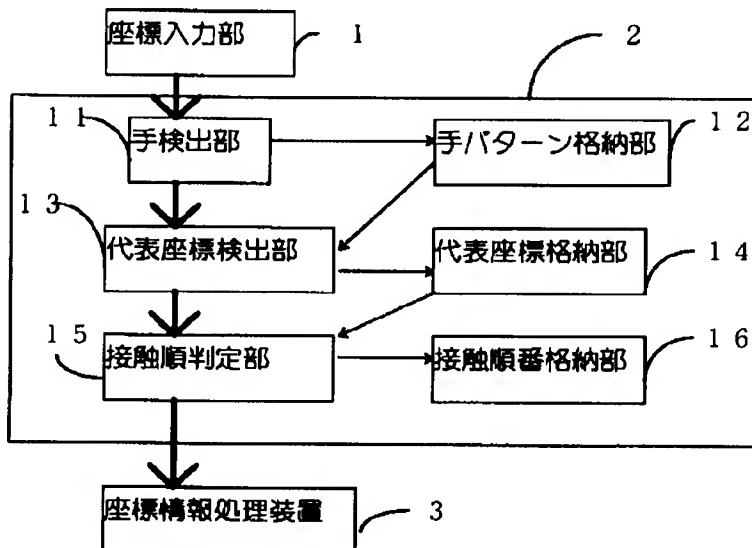 座標入力部
1
2
11
手検出部
手パターン格納部
12
13
代表座標検出部
代表座標格納部
14
15
接触順判定部
接触順番格納部
16
座標情報処理装置
3